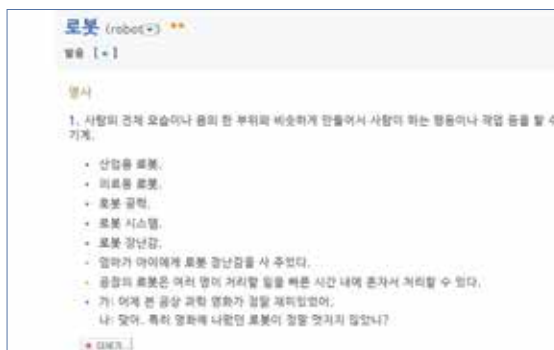 로봇 (robot) **
발음 [ ]
명사
1. 사람의 전체 모습이나 몸의 한 부위와 비슷하게 만들어서 사람이 하는 행동이나 작업 등을 할 수
기계.
산업용 로봇.
의료용 로봇.
로봇 공학.
로봇 시스템.
로봇 장난감.
엄마가 아이에게 로봇 장난감을 사 주었다.
공장의 로봇은 여러 명이 처리할 일을 빠른 시간 내에 혼자서 처리할 수 있다.
가: 어제 본 공상 과학 영화가 정말 재미있었어.
나: 맞아. 특히 영화에 나왔던 로봇이 정말 멋지지 않았니?